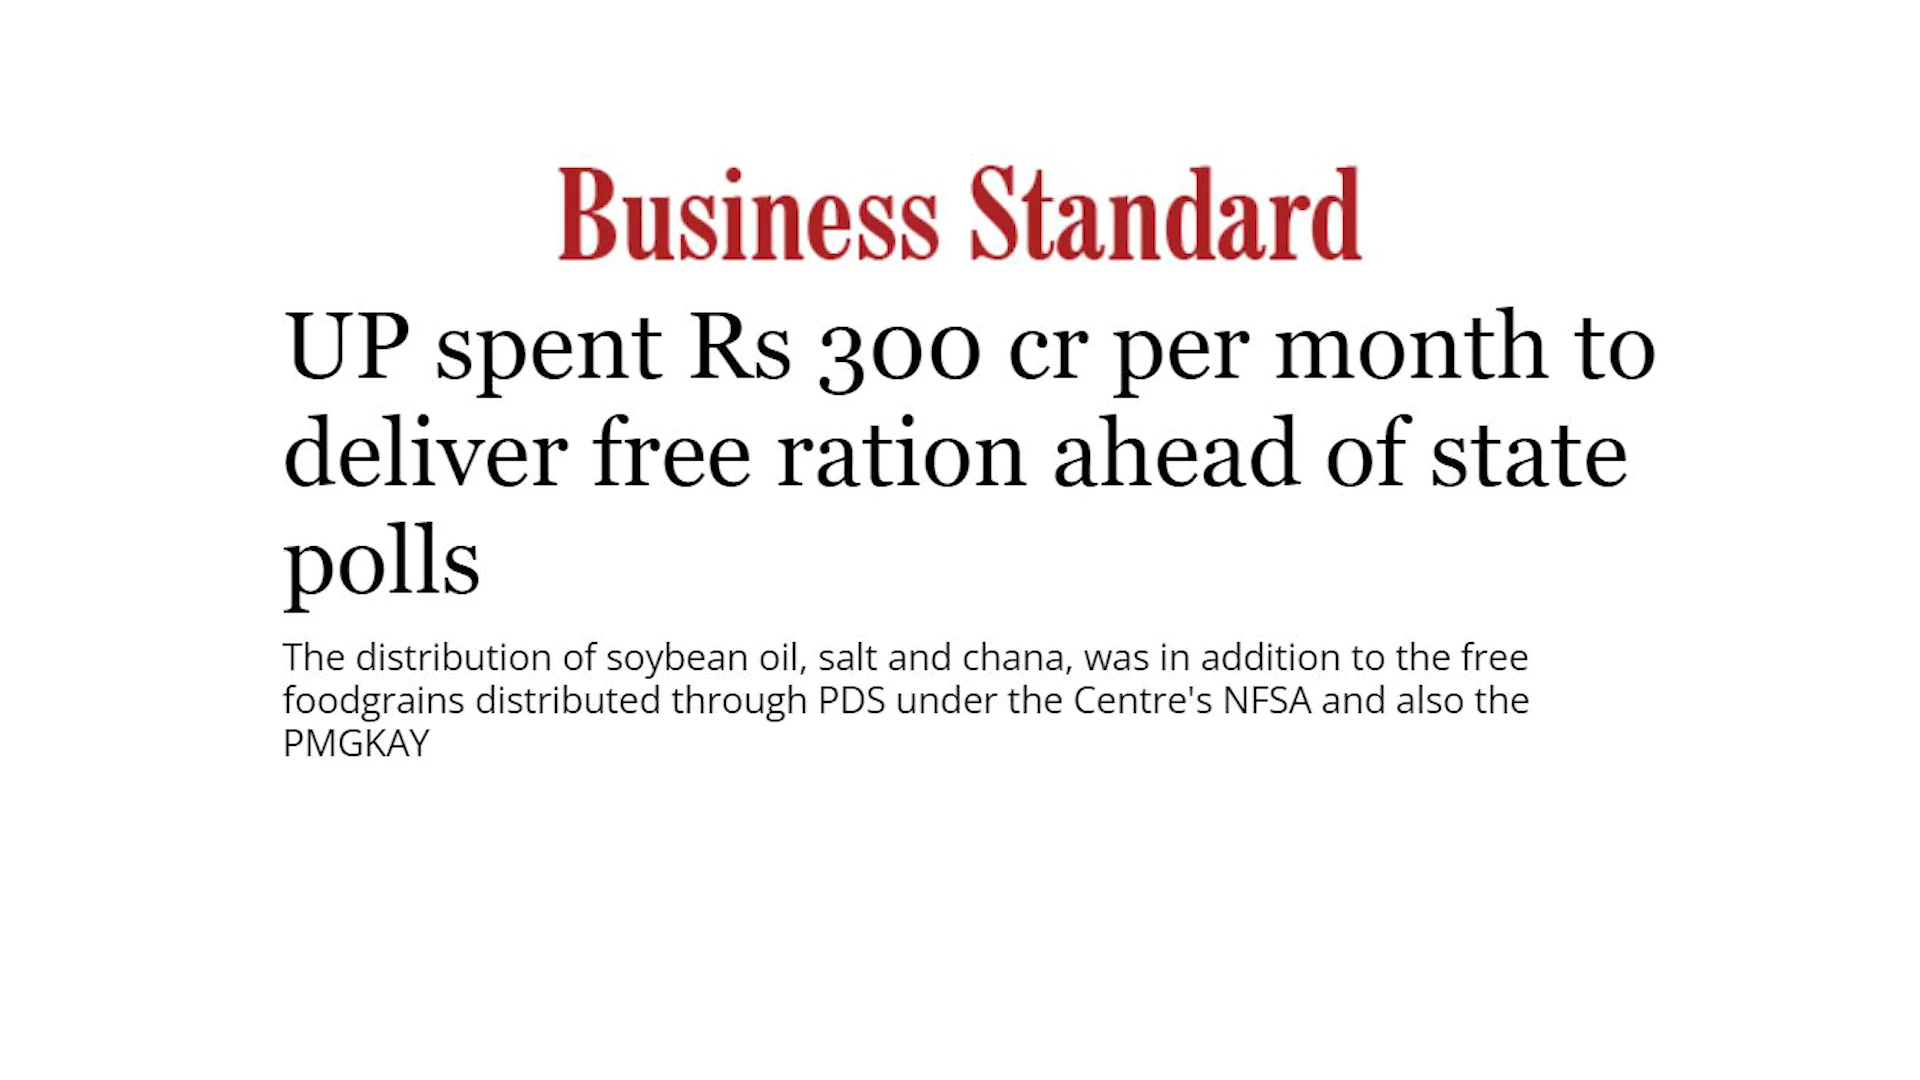 Business Standard
UP spent Rs 300 cr per month to
deliver free ration ahead of state
polls
The distribution of soybean oil, salt and chana, was in addition to the free
foodgrains distributed through PDS under the Centre's NFSA and also the
PMGKAY